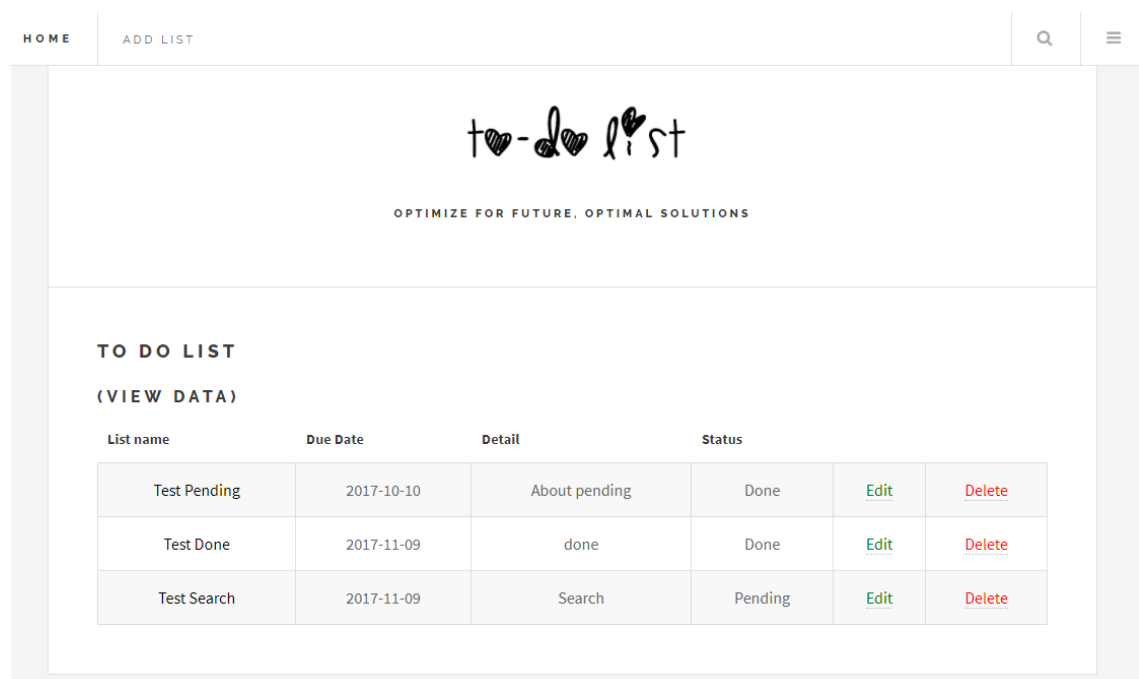 HOME ADD LIST
to-do list
OPTIMIZE FOR FUTURE, OPTIMAL SOLUTIONS
TO DO LIST
(VIEW DATA)
List name Due Date Detail Status
Test Pending 2017-10-10 About pending Done Edit Delete
Test Done 2017-11-09 done Done Edit Delete
Test Search 2017-11-09 Search Pending Edit Delete